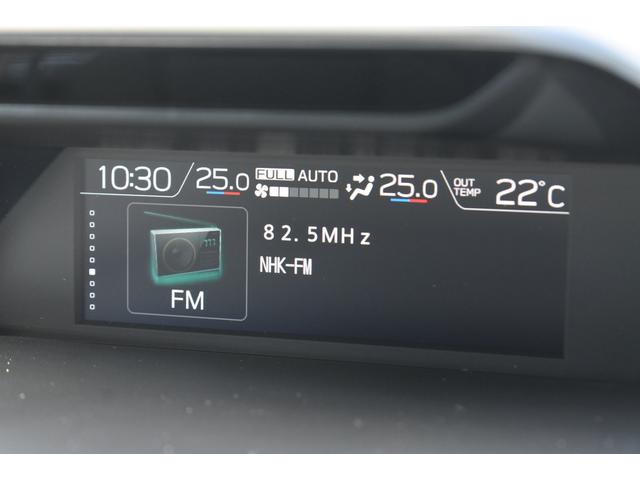 10:30 25.0 FULL AUTO 25.0 OUT TEMP 22°C
82.5MHz
NHK-FM
FM